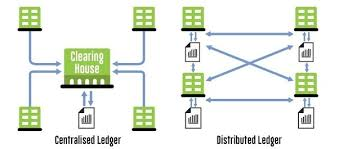 Clearing
House
Centralised Ledger
Distributed Ledger